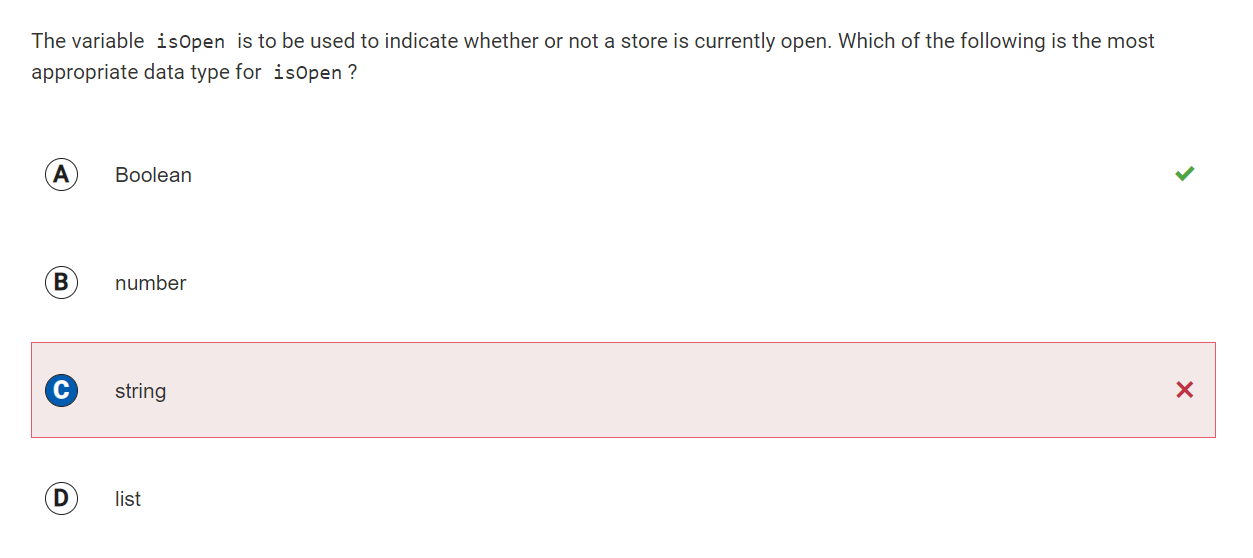 The variable isOpen is to be used to indicate whether or not a store is currently open. Which of the following is the most
appropriate data type for isOpen ?
A Boolean
B number
C string
D list